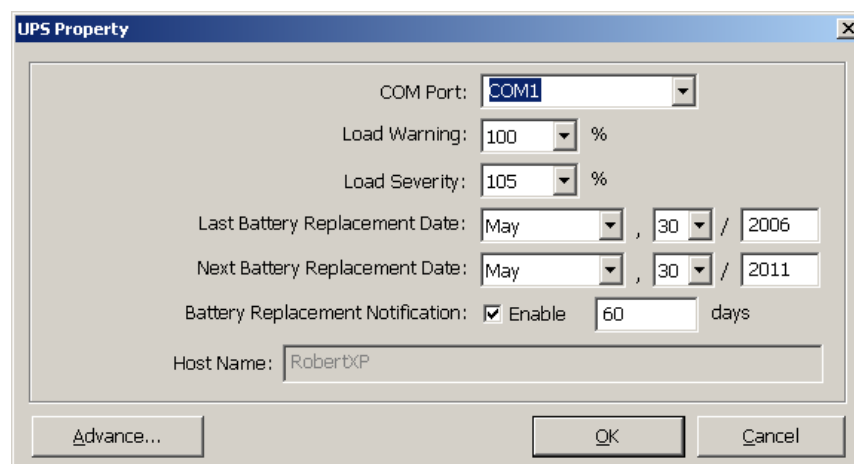 UPS Property
COM Port: COM1
Load Warning: 100 %
Load Severity: 105 %
Last Battery Replacement Date: May , 30 / 2006
Next Battery Replacement Date: May , 30 / 2011
Battery Replacement Notification: Enable 60 days
Host Name: RobertXP
Advance... OK Cancel